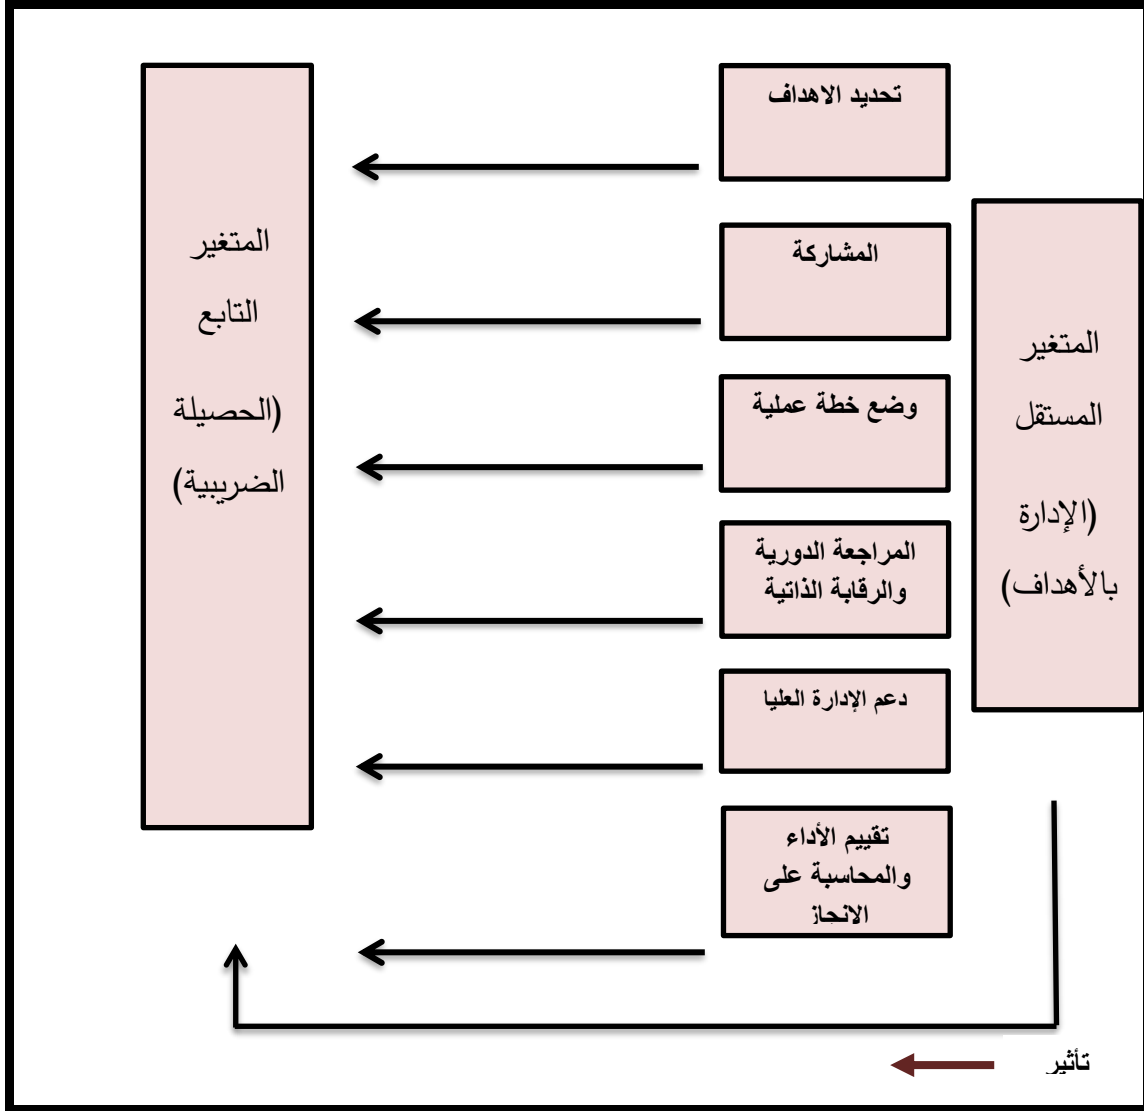 المتغير
المستقل
(الإدارة
بالأهداف)
تحديد الاهداف
المشاركة
وضع خطة عملية
المراجعة الدورية
والرقابة الذاتية
دعم الإدارة العليا
تقييم الأداء
والمحاسبة على
الانجاز
المتغير
التابع
(الحصيلة
الضريبية)
تأثير